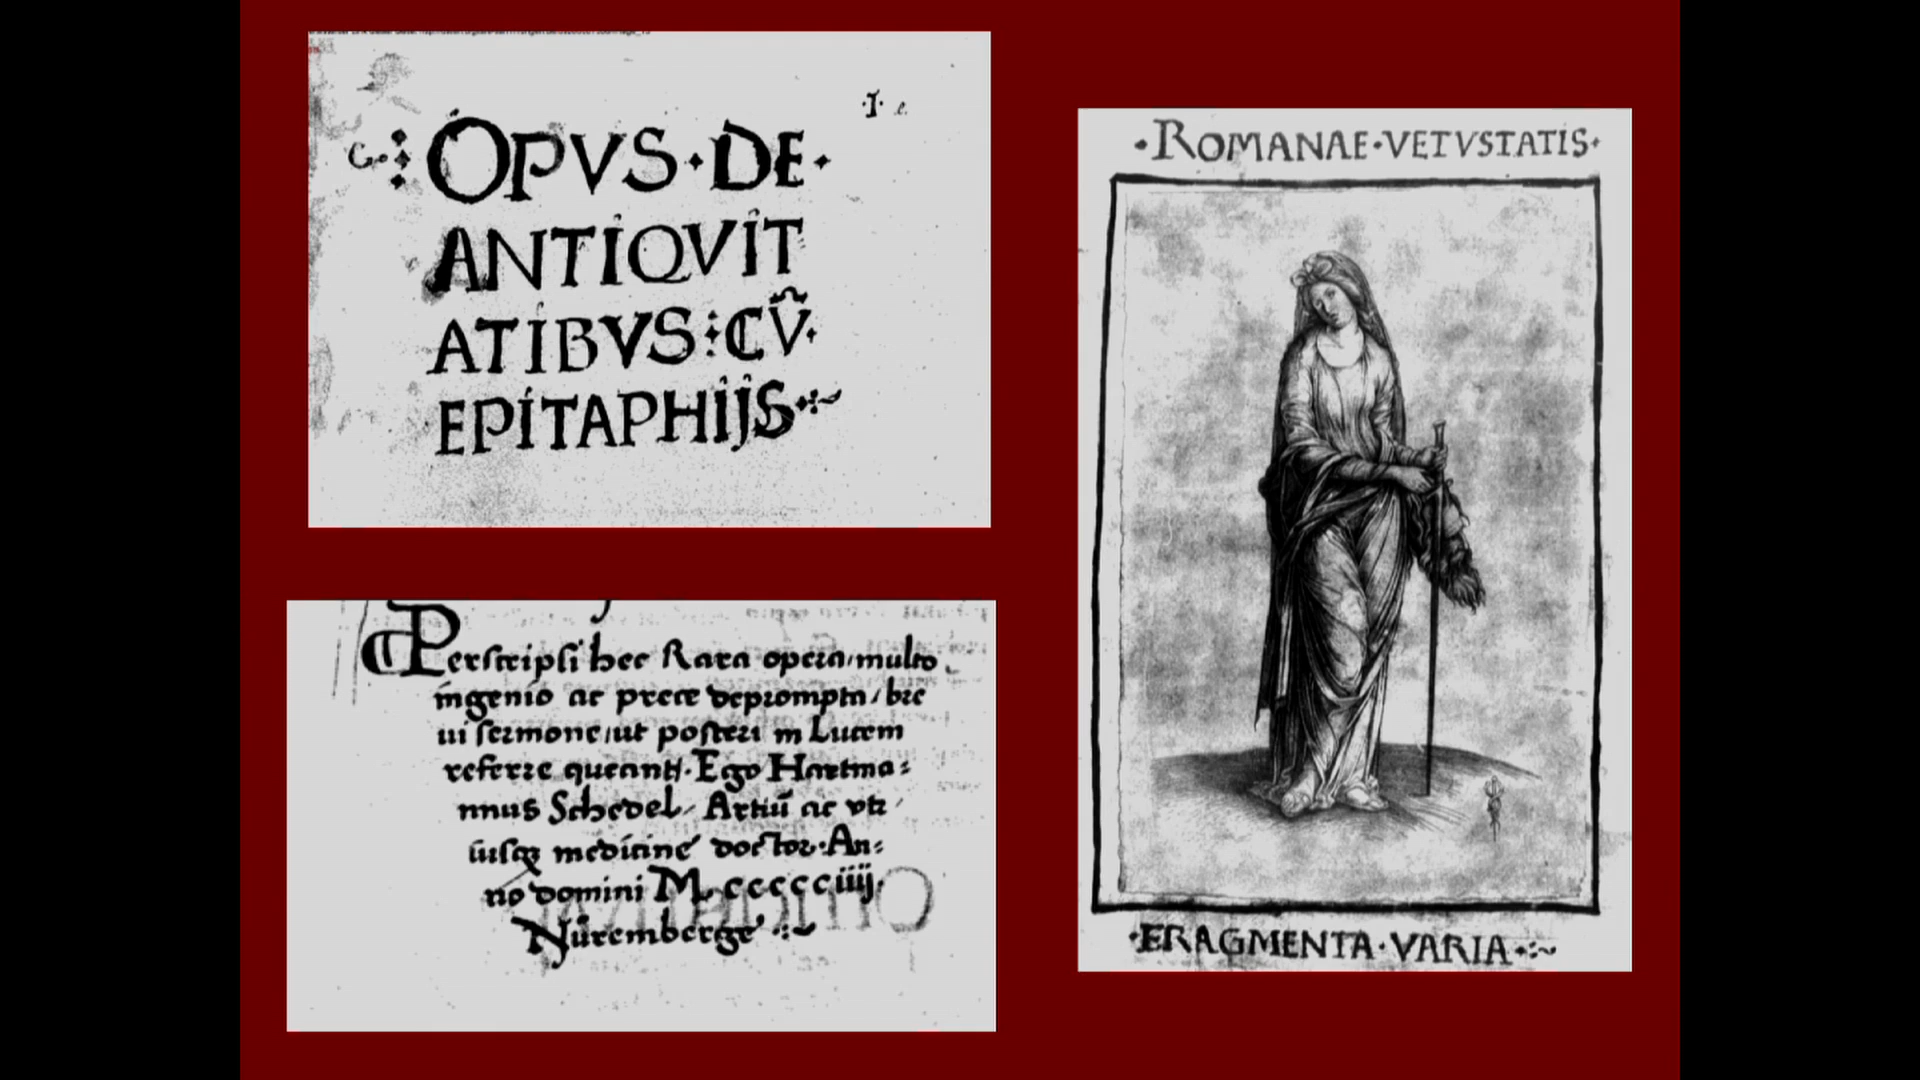 ·I·
OPVS·DE·
ANTIQVIT
ATIBVS:CṼ·
EPITAPHIJS
Perscripsi hec Rara opera/multo
ingenio ac prece deprompta/bre
ui sermone/ut posteri in Lucem
referre queant. Ego Hartma=
nnus Schedel/ Artiū ac vtr
iusqꝫ medicine doctor. An=
no domini M. ccccciiij.
Nuremberge
·ROMANAE·VETVSTATIS·
·FRAGMENTA·VARIA·